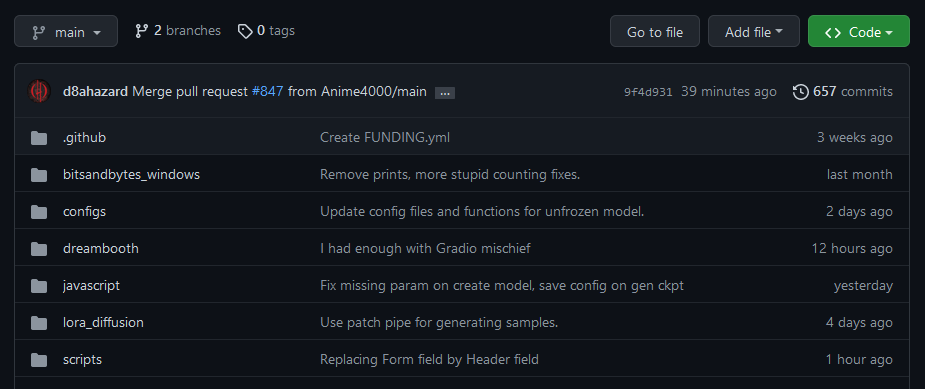 main 2 branches 0 tags Go to file Add file Code
d8ahazard Merge pull request #847 from Anime4000/main ... 9f4d931 39 minutes ago 657 commits
.github Create FUNDING.yml 3 weeks ago
bitsandbytes_windows Remove prints, more stupid counting fixes. last month
configs Update config files and functions for unfrozen model. 2 days ago
dreambooth I had enough with Gradio mischief 12 hours ago
javascript Fix missing param on create model, save config on gen ckpt yesterday
lora_diffusion Use patch pipe for generating samples. 4 days ago
scripts Replacing Form field by Header field 1 hour ago